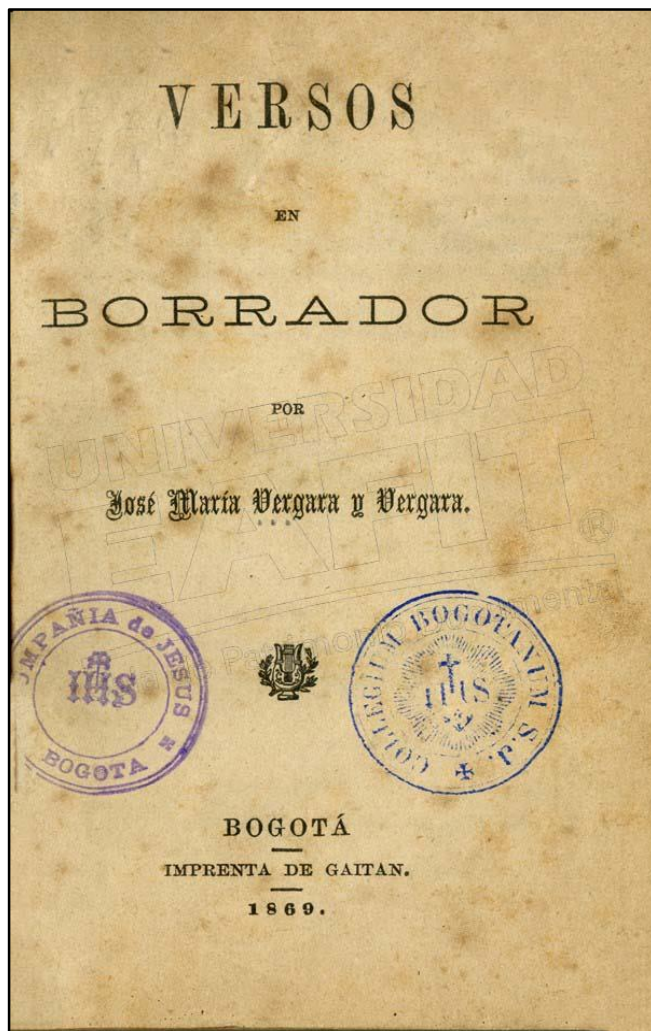 VERSOS
EN
BORRADOR
POR
José María Vergara y Vergara.
UNIVERSIDAD
EAFIT®
COMPAÑIA de JESUS
IHS
BOGOTA
COLLEGIUM BOGOTANUM S.J.
IHS
BOGOTÁ
IMPRENTA DE GAITAN.
1869.